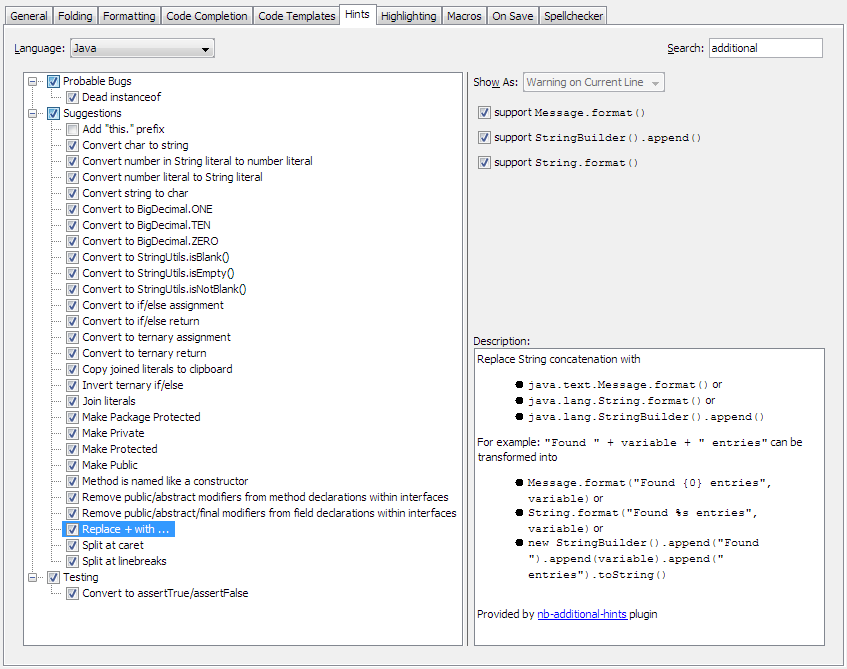 General Folding Formatting Code Completion Code Templates Hints Highlighting Macros On Save Spellchecker
Language: Java
Search: additional
Probable Bugs
Dead instanceof
Suggestions
Add "this." prefix
Convert char to string
Convert number in String literal to number literal
Convert number literal to String literal
Convert string to char
Convert to BigDecimal.ONE
Convert to BigDecimal.TEN
Convert to BigDecimal.ZERO
Convert to StringUtils.isBlank()
Convert to StringUtils.isEmpty()
Convert to StringUtils.isNotBlank()
Convert to if/else assignment
Convert to if/else return
Convert to ternary assignment
Convert to ternary return
Copy joined literals to clipboard
Invert ternary if/else
Join literals
Make Package Protected
Make Private
Make Protected
Make Public
Method is named like a constructor
Remove public/abstract modifiers from method declarations within interfaces
Remove public/abstract/final modifiers from field declarations within interfaces
Replace + with ...
Split at caret
Split at linebreaks
Testing
Convert to assertTrue/assertFalse
Show As: Warning on Current Line
support Message.format()
support StringBuilder().append()
support String.format()
Description:
Replace String concatenation with
java.text.Message.format() or
java.lang.String.format() or
java.lang.StringBuilder().append()
For example: "Found " + variable + " entries" can be
transformed into
Message.format("Found {0} entries",
variable) or
String.format("Found %s entries",
variable) or
new StringBuilder().append("Found
").append(variable).append("
entries").toString()
Provided by nb-additional-hints plugin